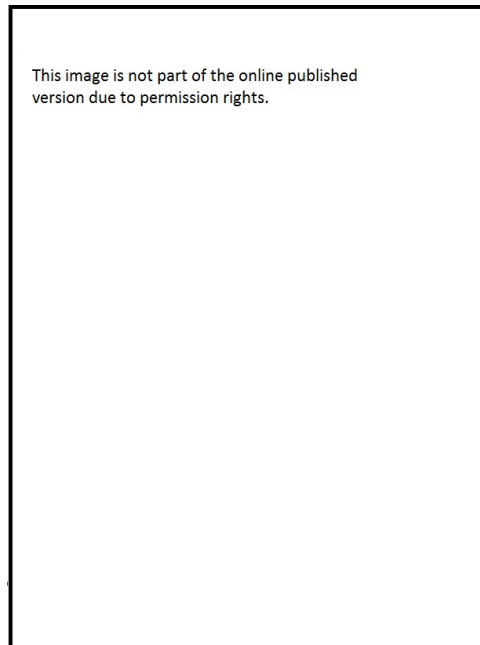 This image is not part of the online published
version due to permission rights.